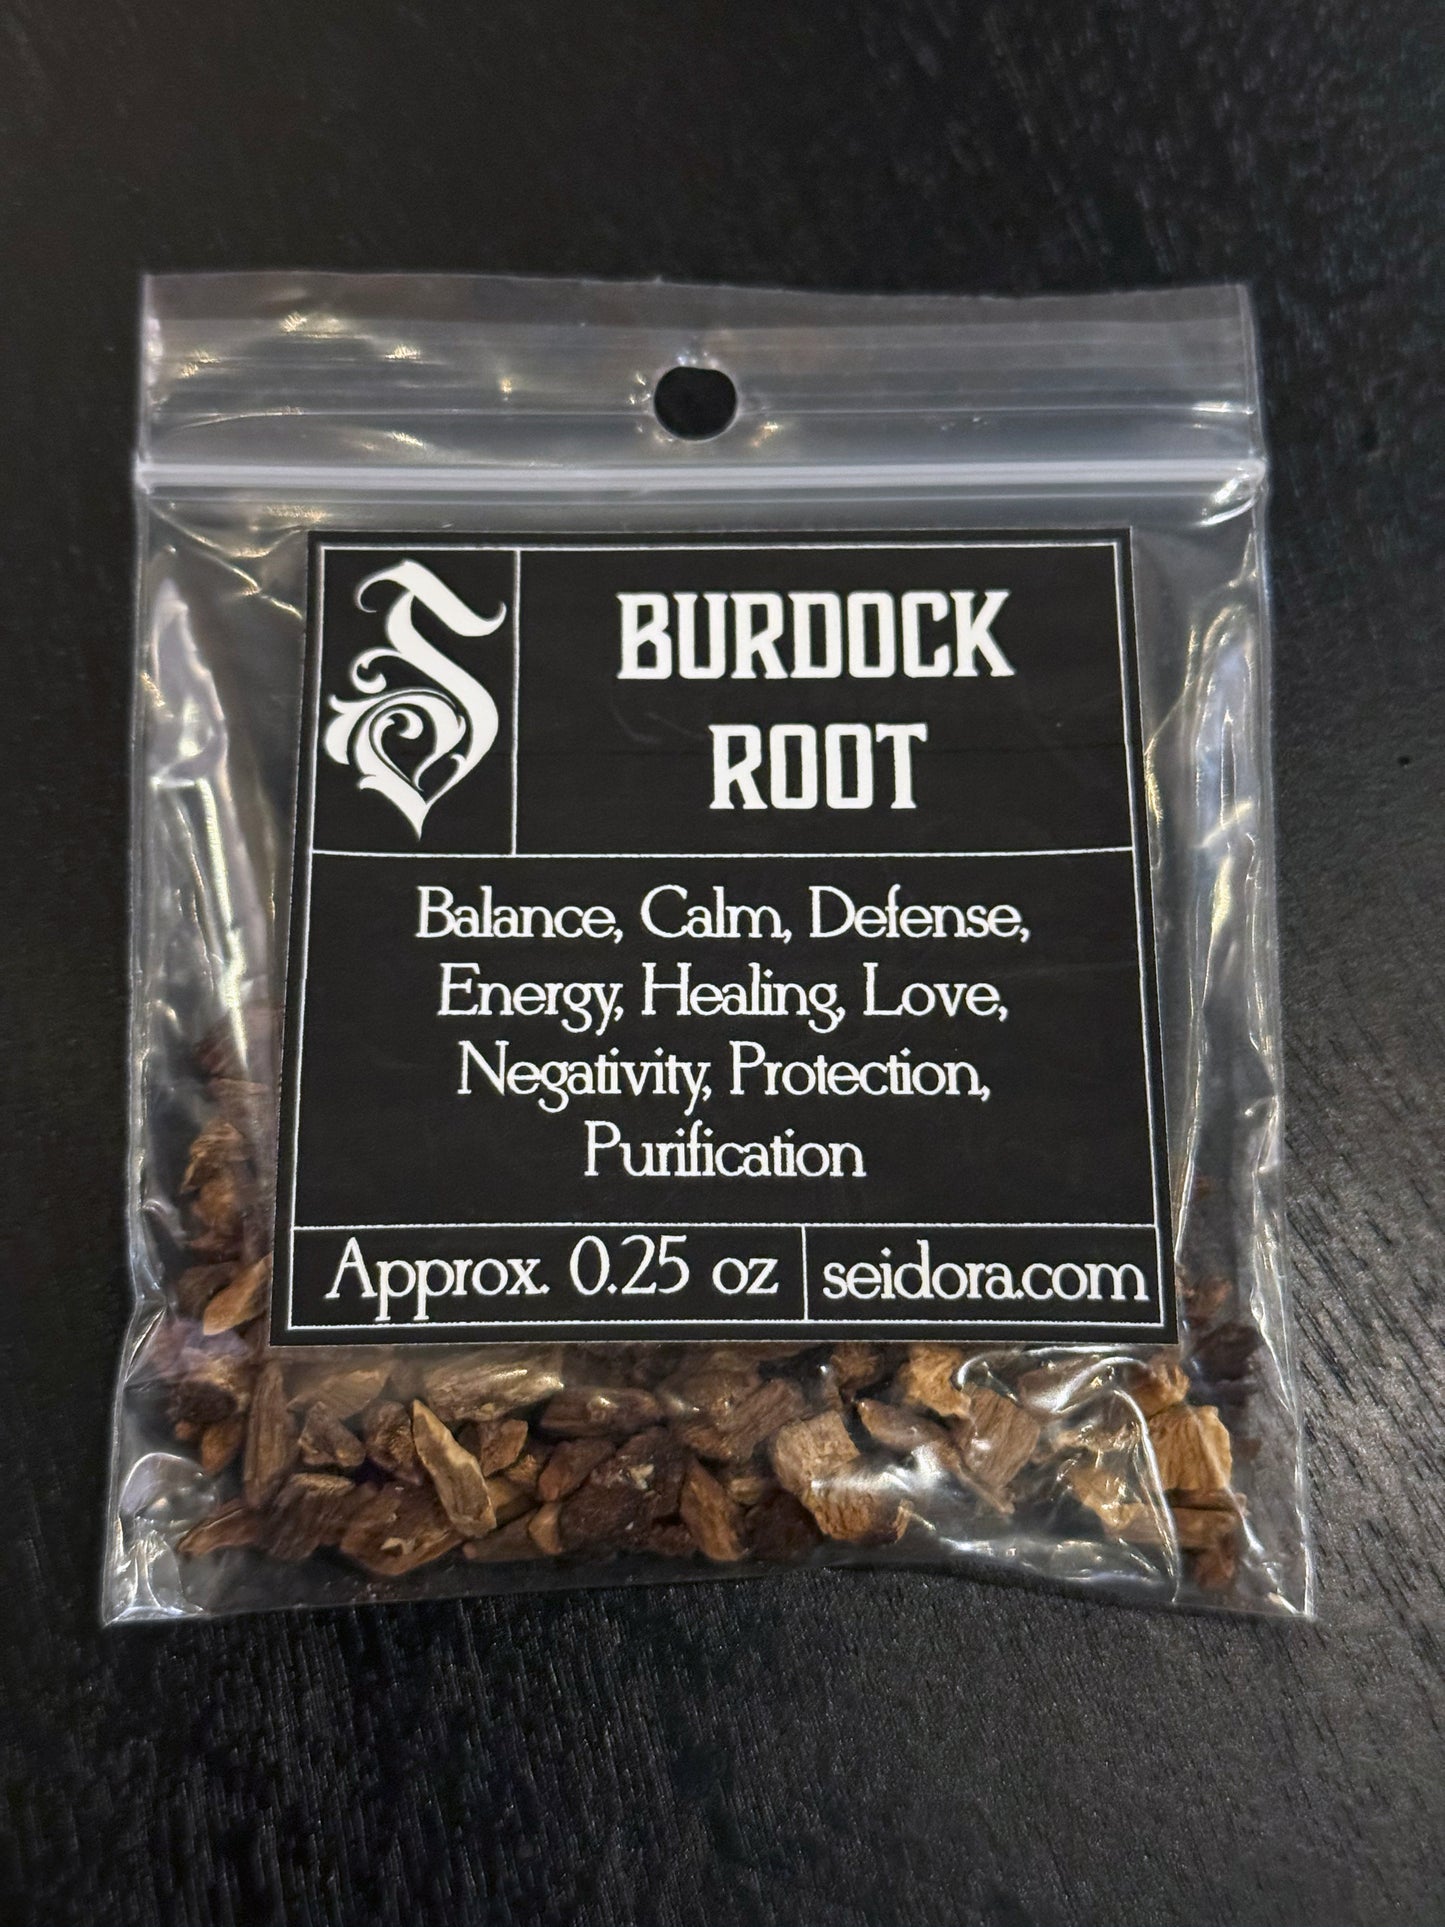 S
BURDOCK
ROOT
Balance, Calm, Defense,
Energy, Healing, Love,
Negativity, Protection,
Purification
Approx. 0.25 oz
seidora.com